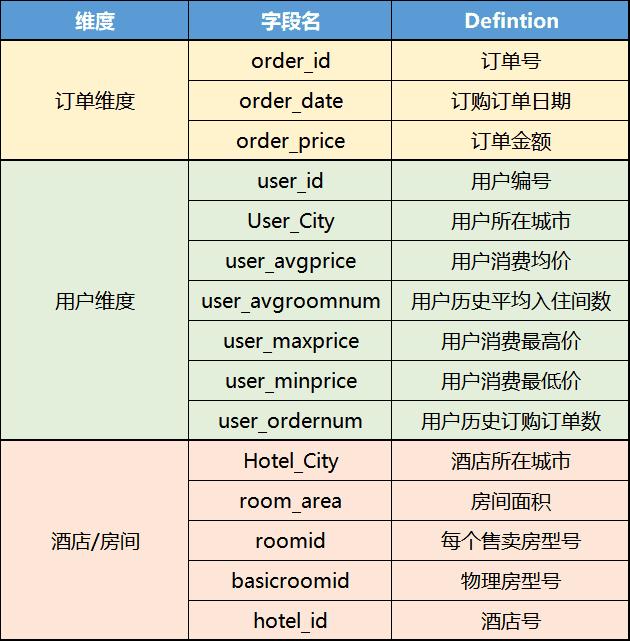 维度 字段名 Defintion
订单维度
order_id 订单号
order_date 订购订单日期
order_price 订单金额
用户维度
user_id 用户编号
User_City 用户所在城市
user_avgprice 用户消费均价
user_avgroomnum 用户历史平均入住间数
user_maxprice 用户消费最高价
user_minprice 用户消费最低价
user_ordernum 用户历史订购订单数
酒店/房间
Hotel_City 酒店所在城市
room_area 房间面积
roomid 每个售卖房型号
basicroomid 物理房型号
hotel_id 酒店号